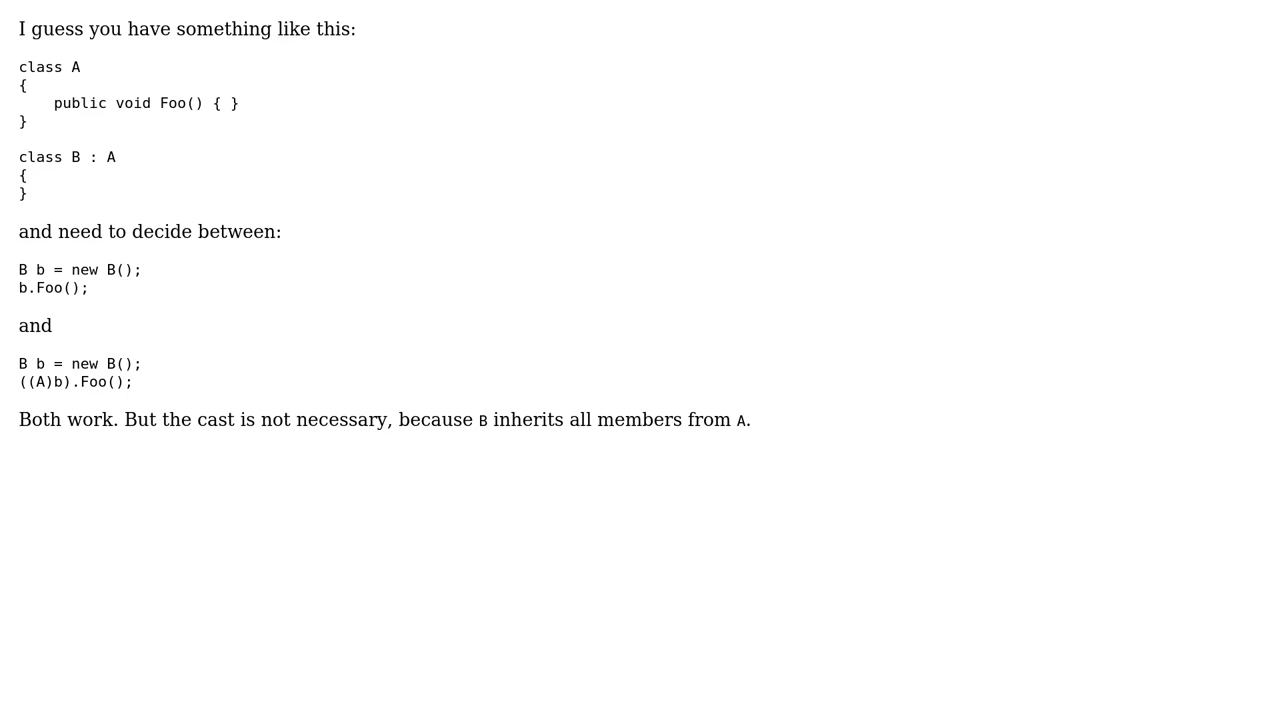 I guess you have something like this:
class A
{
    public void Foo() { }
}
class B : A
{
}
and need to decide between:
B b = new B();
b.Foo();
and
B b = new B();
((A)b).Foo();
Both work. But the cast is not necessary, because B inherits all members from A.